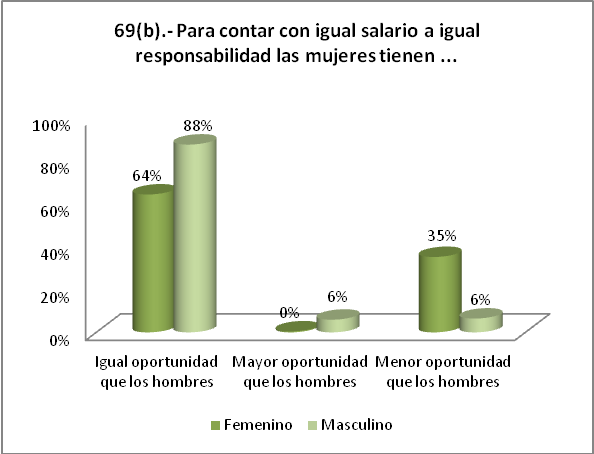 69(b).- Para contar con igual salario a igual
responsabilidad las mujeres tienen ...
100%
80%
60%
40%
20%
0%
64%
88%
0%
6%
35%
6%
Igual oportunidad
que los hombres
Mayor oportunidad
que los hombres
Menor oportunidad
que los hombres
Femenino
Masculino